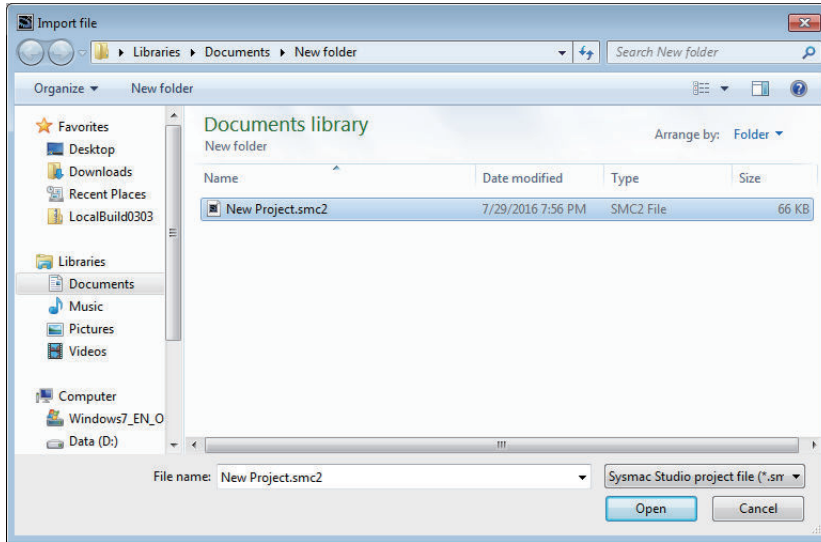 Import file
Libraries Documents New folder
Search New folder
Organize New folder
Favorites
Desktop
Downloads
Recent Places
LocalBuild0303
Libraries
Documents
Music
Pictures
Videos
Computer
Windows7_EN_O
Data (D:)
Documents library
New folder
Arrange by: Folder
Name Date modified Type Size
New Project.smc2 7/29/2016 7:56 PM SMC2 File 66 KB
File name: New Project.smc2 Sysmac Studio project file (*.sm
Open Cancel